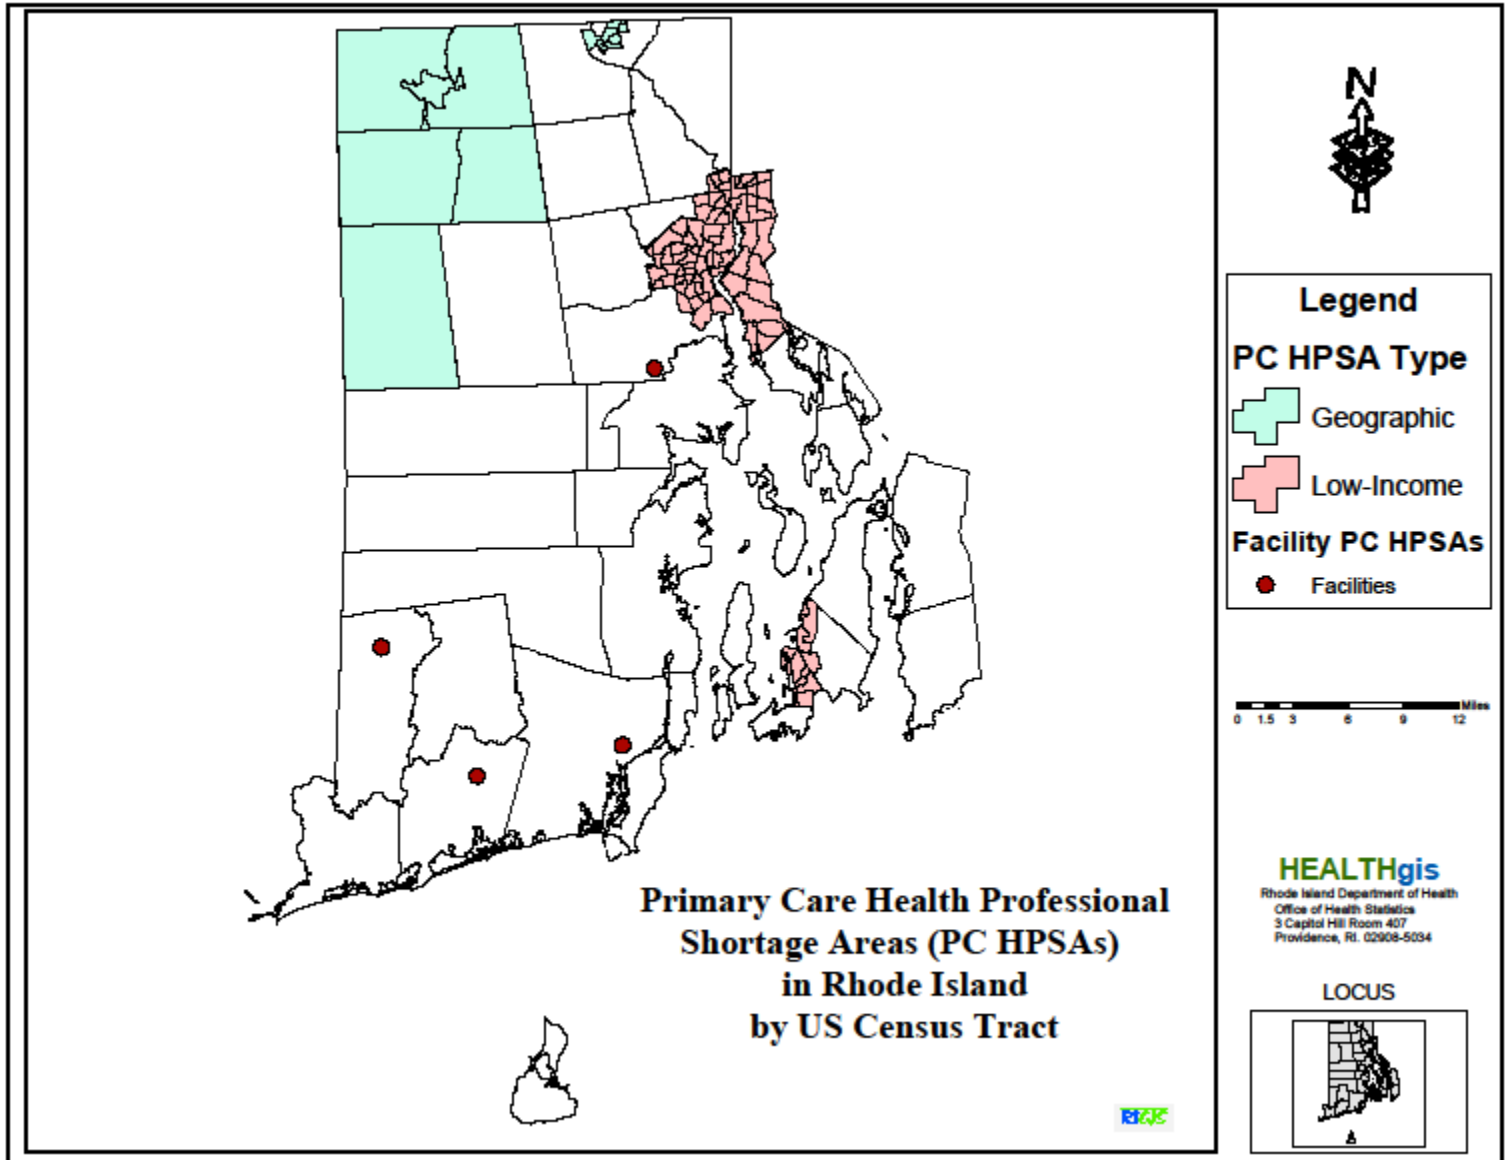 N
Legend
PC HPSA Type
Geographic
Low-Income
Facility PC HPSAs
Facilities
Miles
0 1.5 3 6 9 12
Primary Care Health Professional
Shortage Areas (PC HPSAs)
in Rhode Island
by US Census Tract
HEALTHgis
Rhode Island Department of Health
Office of Health Statistics
3 Capitol Hill Room 407
Providence, RI. 02908-5034
LOCUS
RIGIS